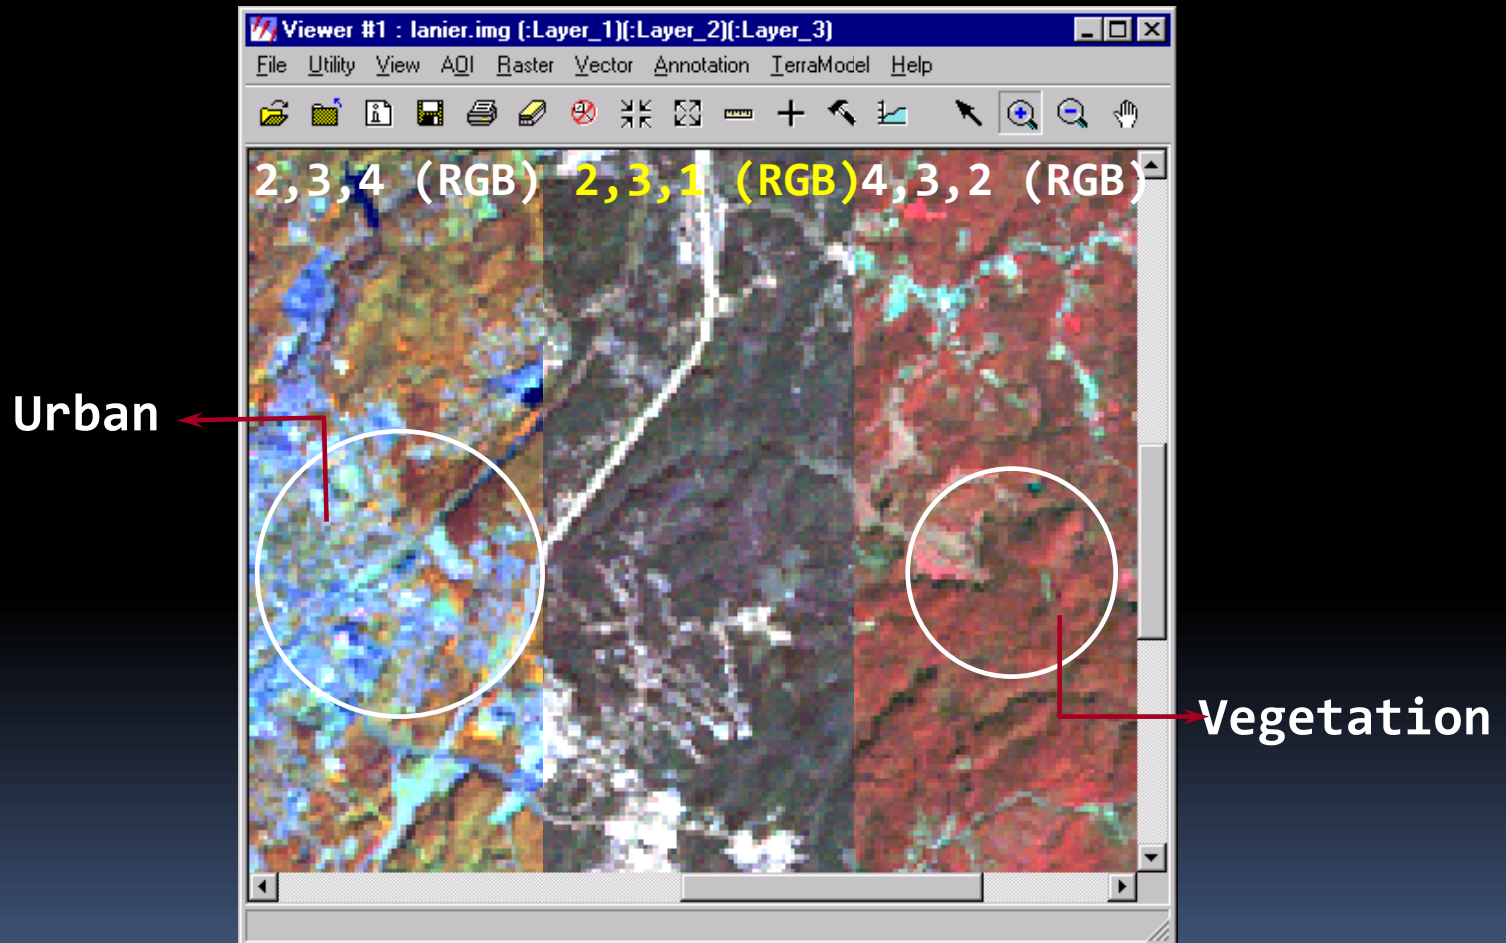 Viewer #1 : lanier.img (:Layer_1)(:Layer_2)(:Layer_3)
File Utility View AOI Raster Vector Annotation TerraModel Help
2,3,4 (RGB) 2,3,1 (RGB) 4,3,2 (RGB)
Urban
Vegetation